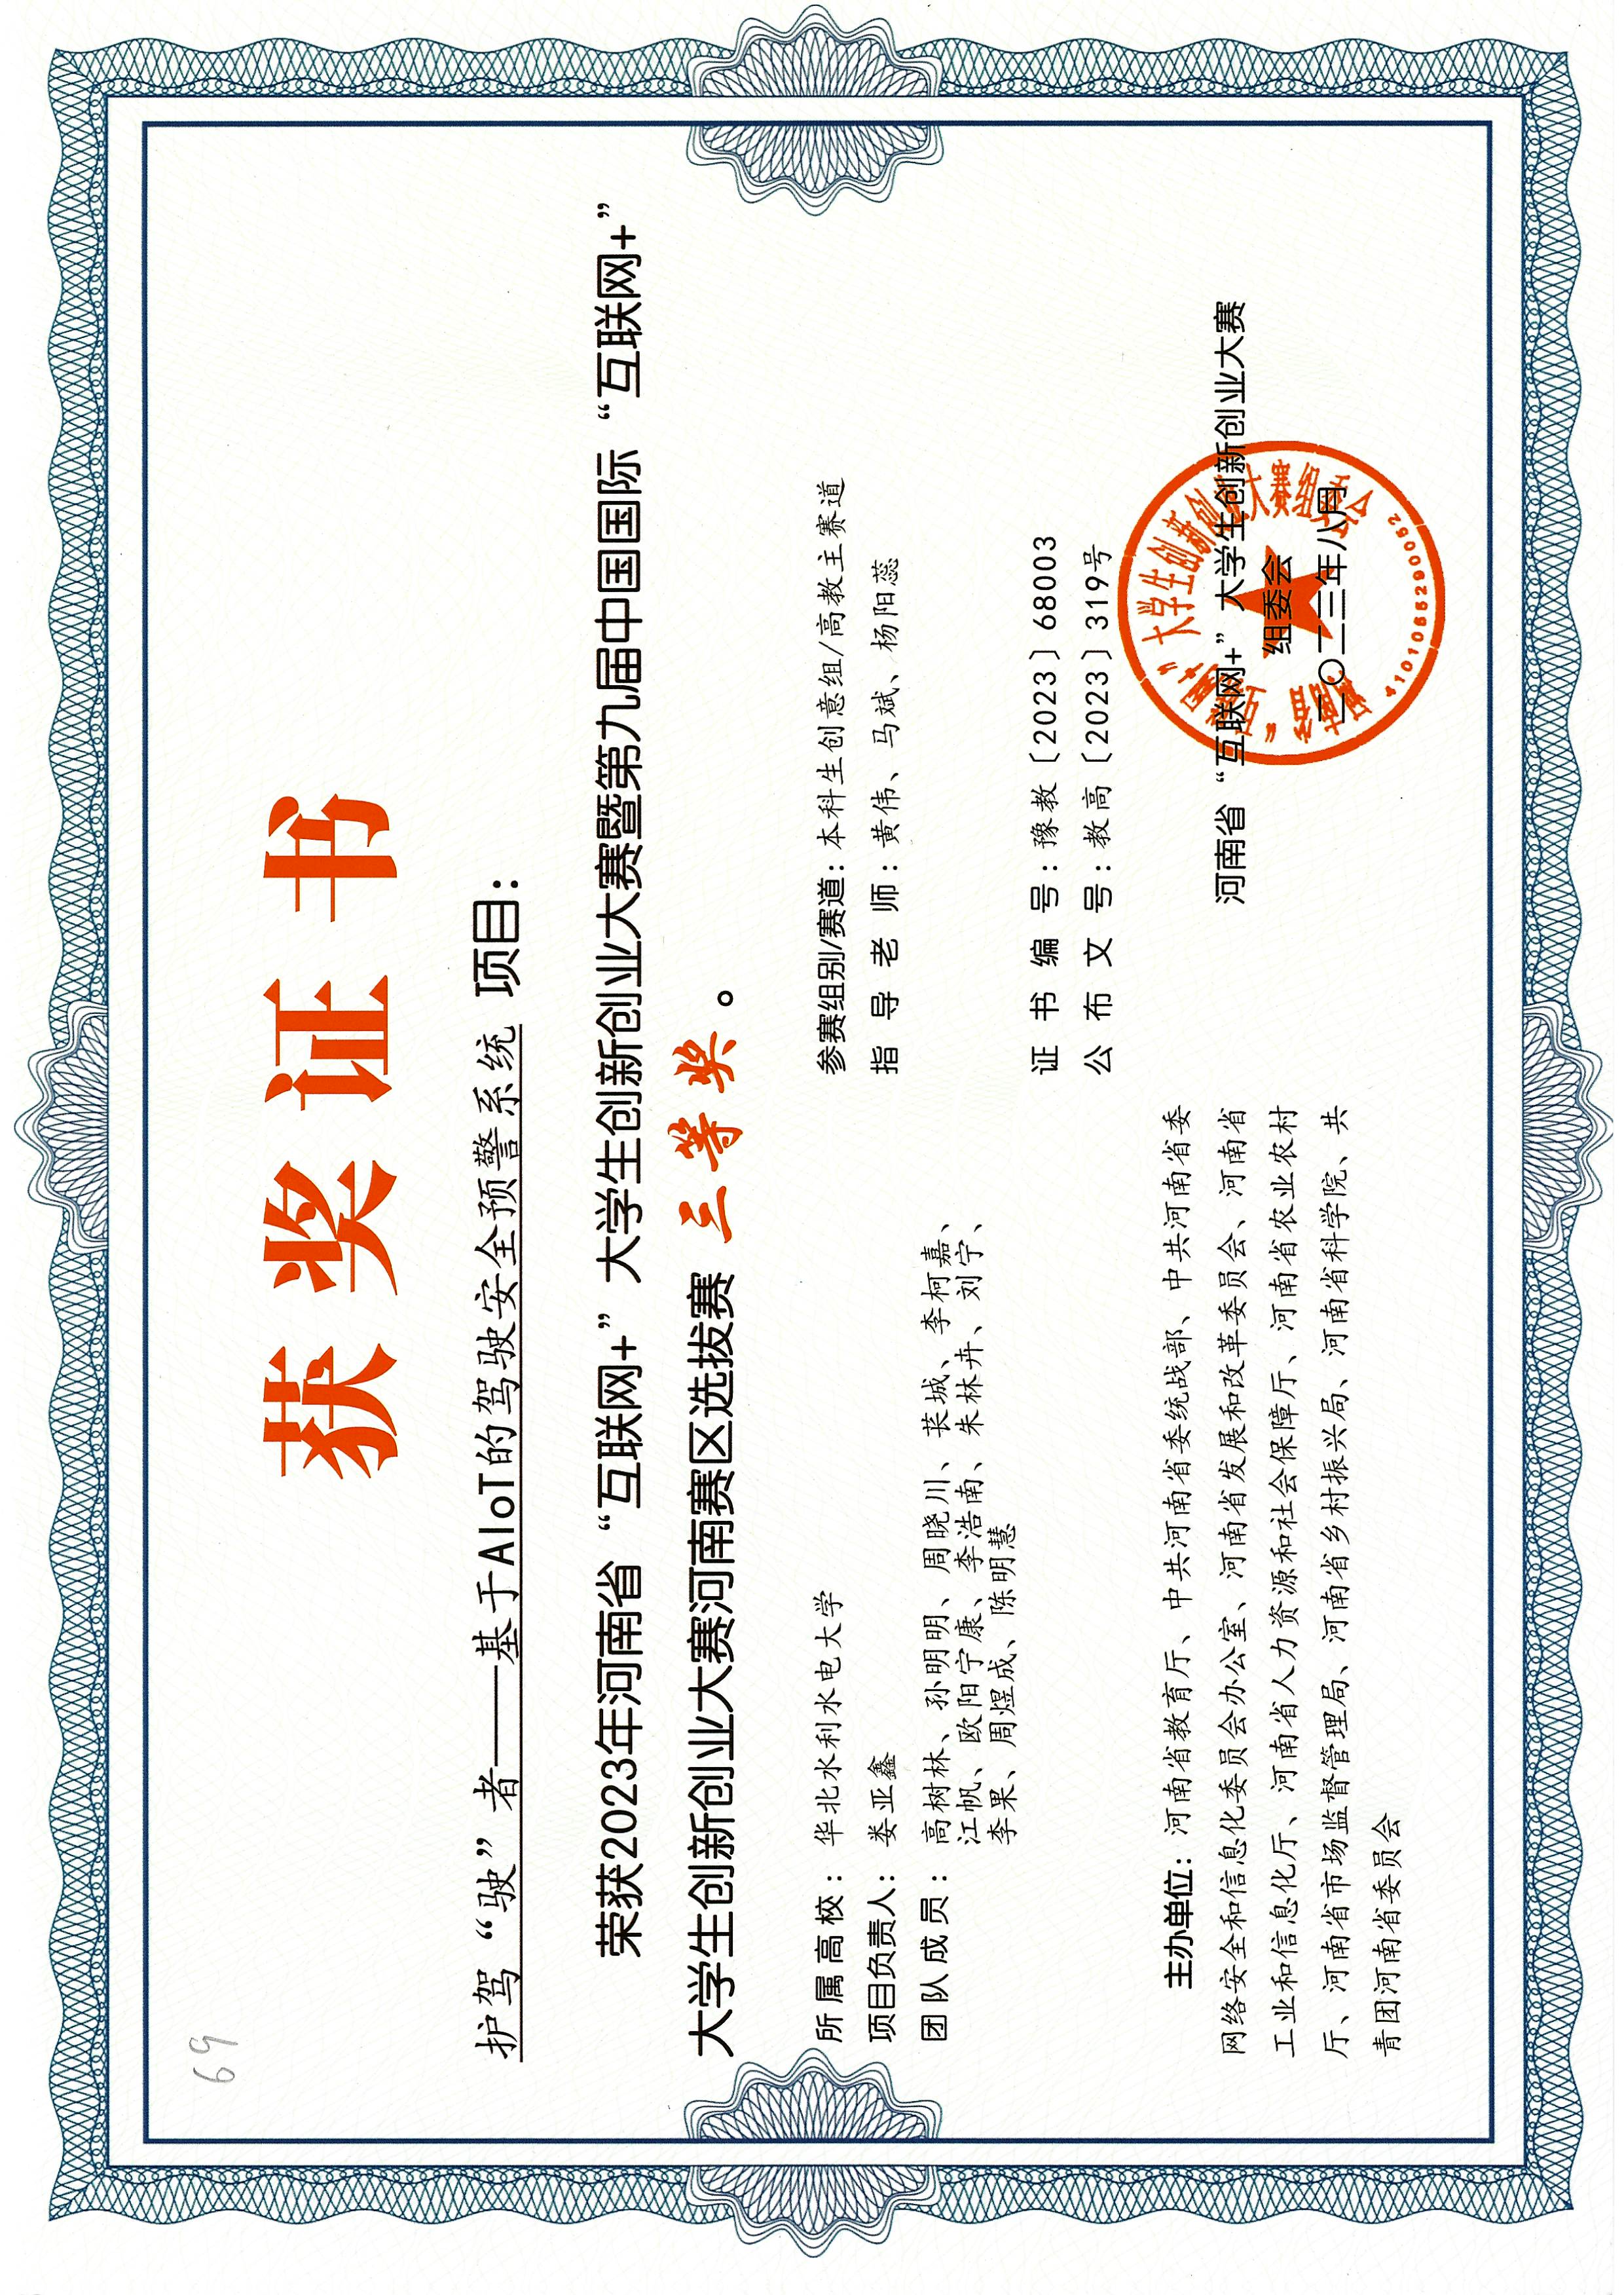 69
获奖证书
护驾“驶”者——基于AIoT的驾驶安全预警系统 项目：
荣获2023年河南省“互联网+”大学生创新创业大赛暨第九届中国国际“互联网+”
大学生创新创业大赛河南赛区选拔赛 三等奖。
所属高校：华北水利水电大学
项目负责人：娄亚鑫
团队成员：高树林、孙明明、周晓川、苌城、李柯嘉、
江帆、欧阳宁康、李浩南、朱林卉、刘宁、
李果、周煜成、陈明慧
参赛组别/赛道：本科生创意组/高教主赛道
指导老师：黄伟、马斌、杨阳蕊
证书编号：豫教〔2023〕68003
公布文号：教高〔2023〕319号
主办单位：河南省教育厅、中共河南省委统战部、中共河南省委
网络安全和信息化委员会办公室、河南省发展和改革委员会、河南省
工业和信息化厅、河南省人力资源和社会保障厅、河南省农业农村
厅、河南省市场监督管理局、河南省乡村振兴局、河南省科学院、共
青团河南省委员会
河南省“互联网+”大学生创新创业大赛
组委会
二〇二三年八月
河南省“互联网+”大学生创新创业大赛组委会
4101055290052